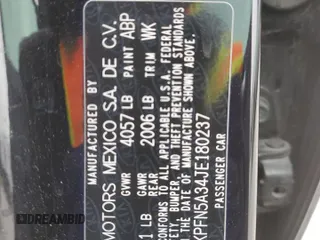 MANUFACTURED BY
MOTORS MEXICO S.A. DE C.V.
GVWR 4057 LB PAINT ABP
GAWR REAR 2006 LB TRIM WK
1 LB
CONFORMS TO ALL APPLICABLE U.S.A. FEDERAL
SAFETY, BUMPER, AND THEFT PREVENTION STANDARDS
THE DATE OF MANUFACTURE SHOWN ABOVE.
KPFN5A34JE180237
PASSENGER CAR
DREAMBID